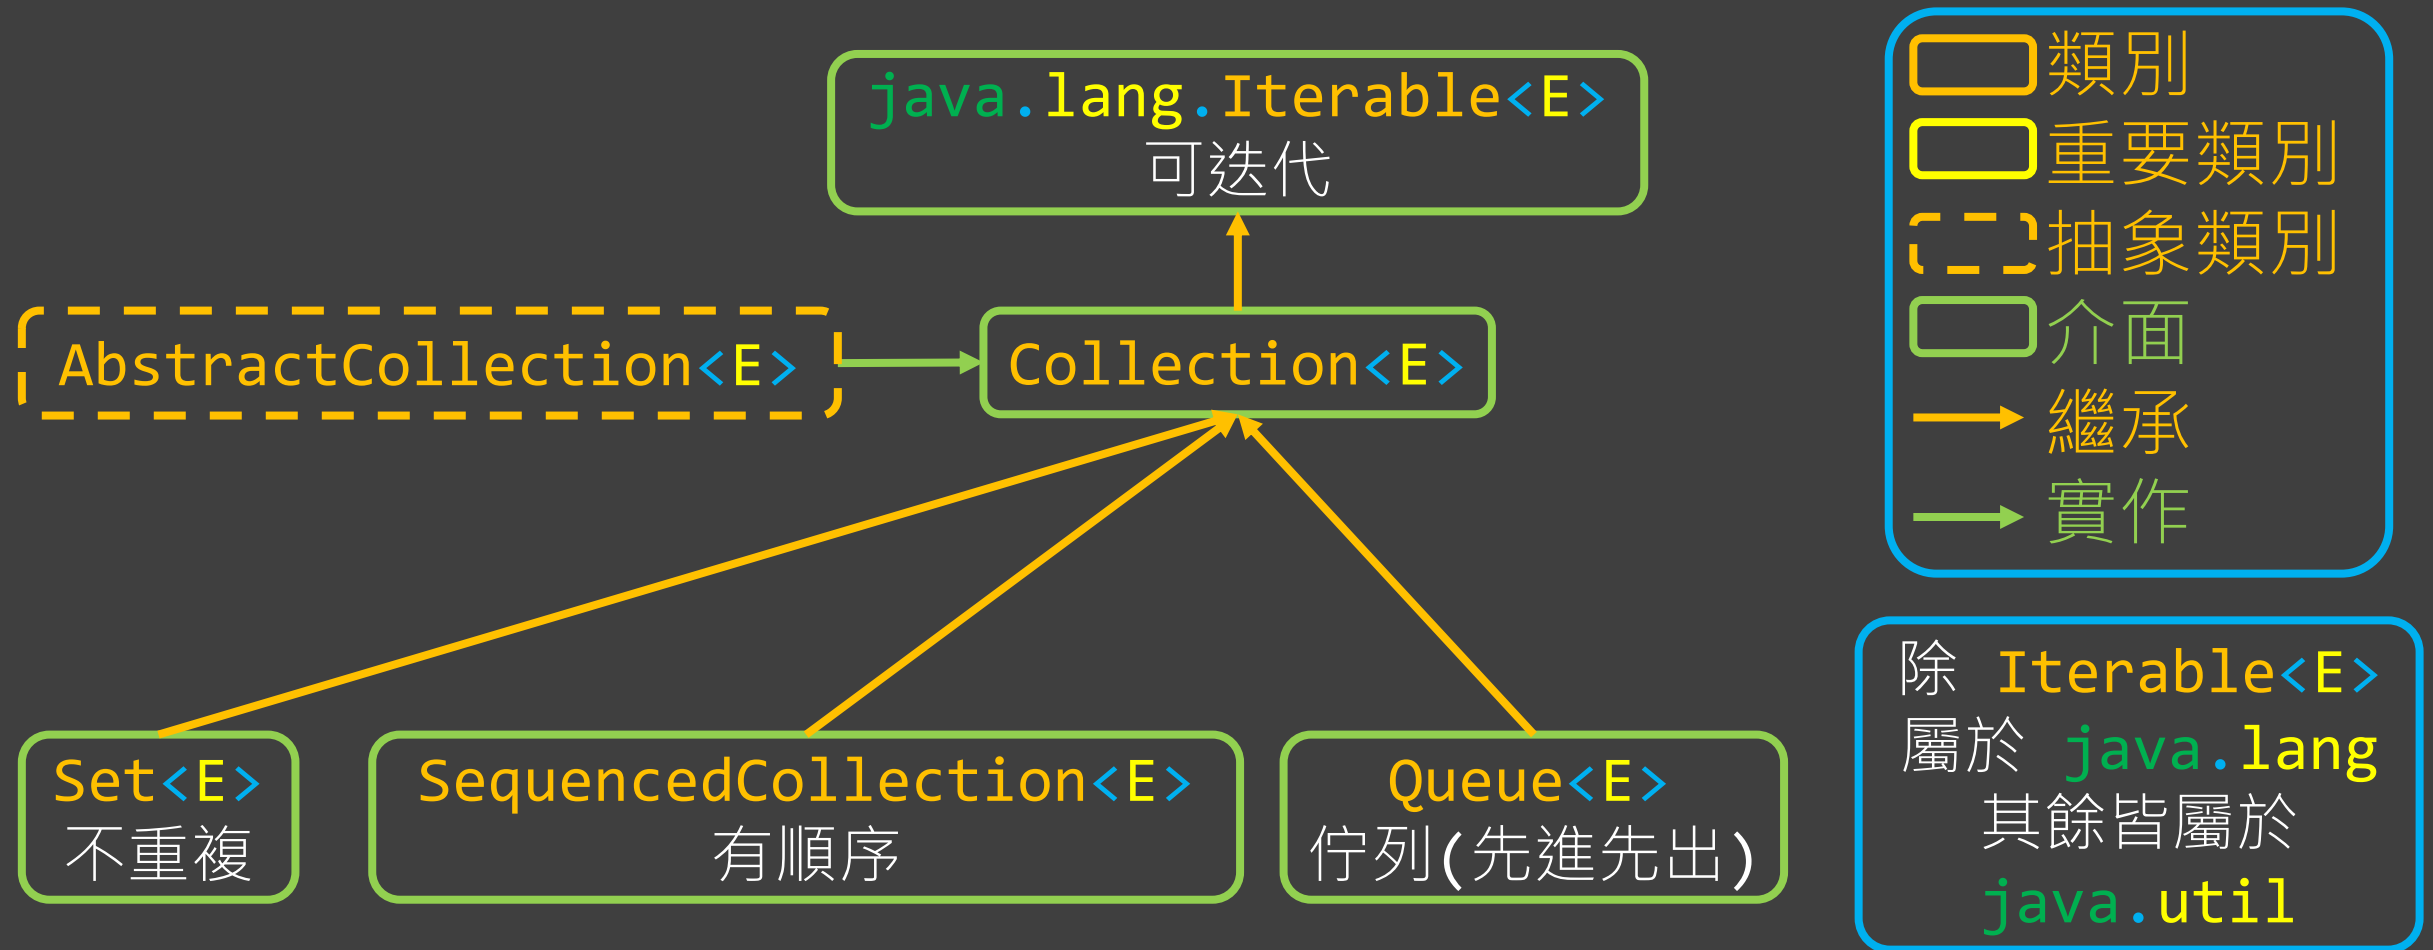 java.lang.Iterable<E>
可迭代
AbstractCollection<E>
Collection<E>
Set<E>
不重複
SequencedCollection<E>
有順序
Queue<E>
佇列(先進先出)
類別
重要類別
抽象類別
介面
繼承
實作
除 Iterable<E>
屬於 java.lang
其餘皆屬於
java.util